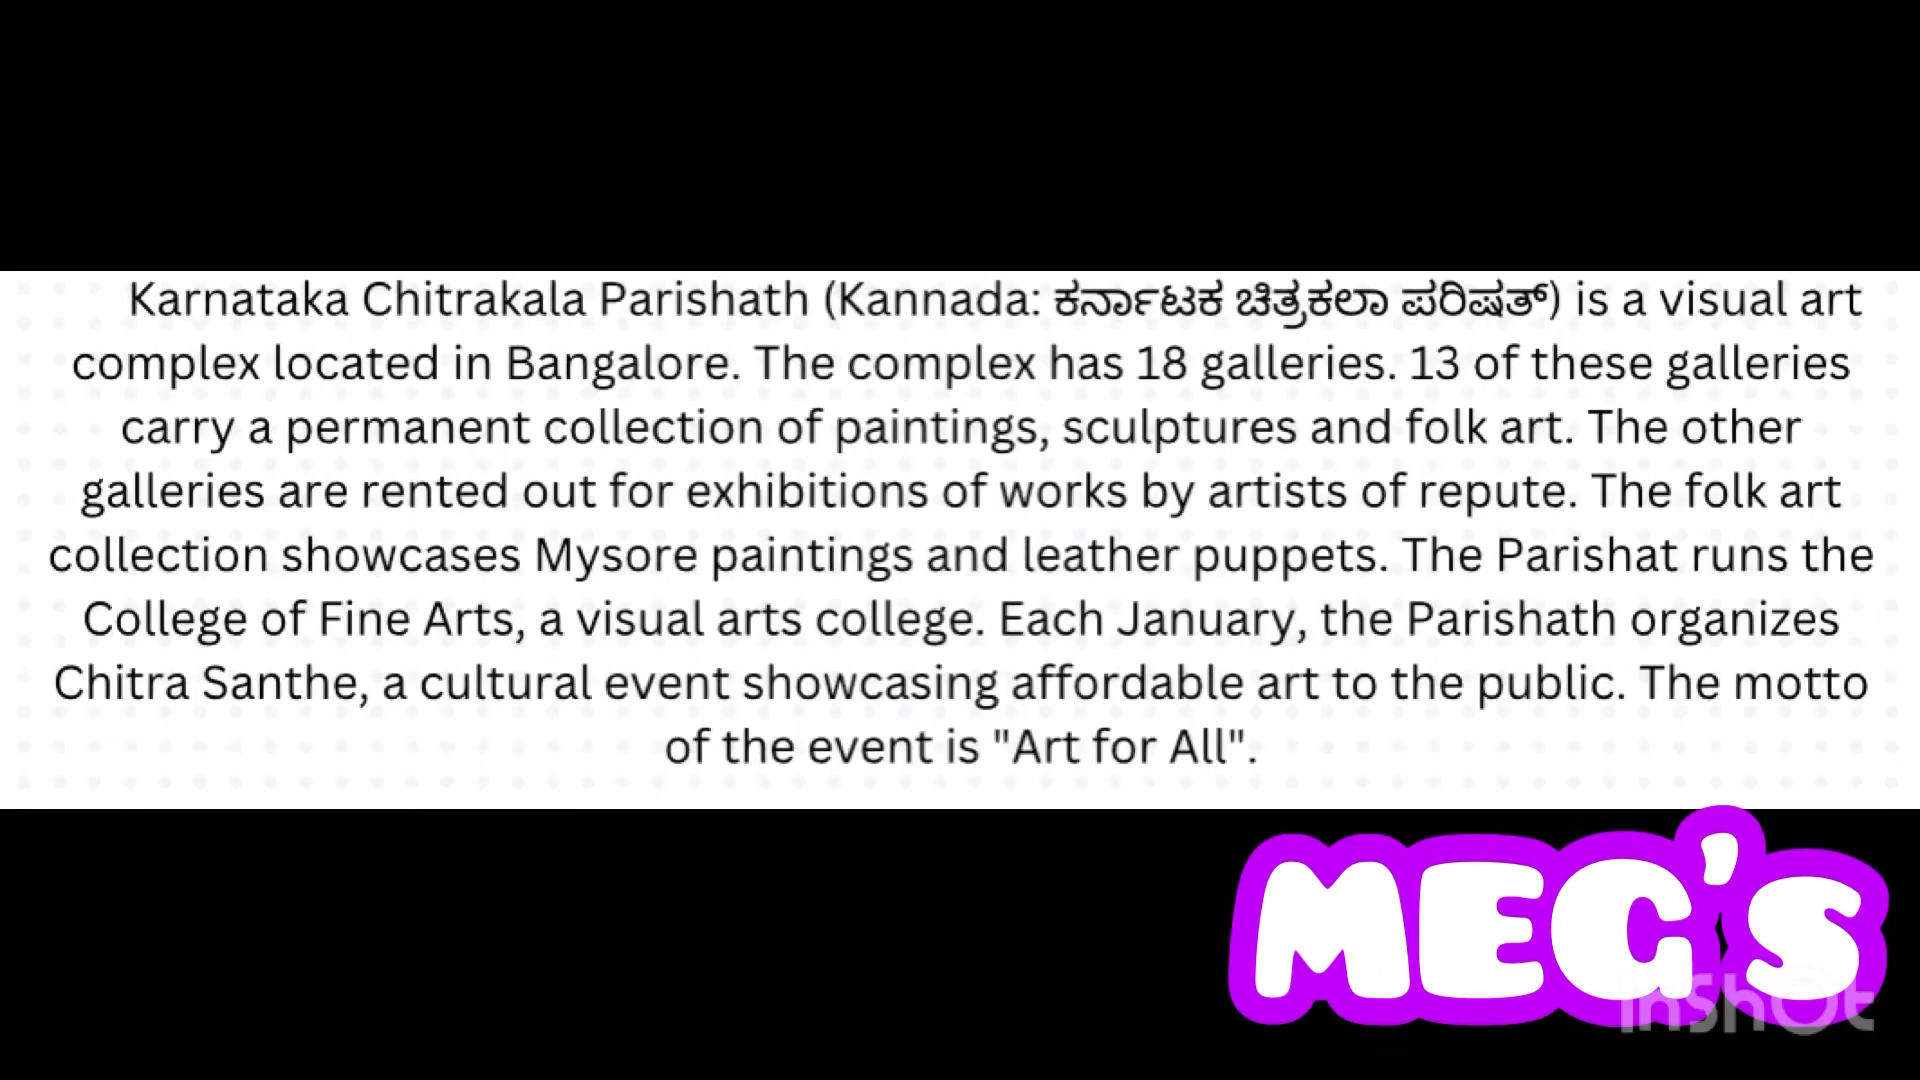 Karnataka Chitrakala Parishath (Kannada: ಕರ್ನಾಟಕ ಚಿತ್ರಕಲಾ ಪರಿಷತ್) is a visual art
complex located in Bangalore. The complex has 18 galleries. 13 of these galleries
carry a permanent collection of paintings, sculptures and folk art. The other
galleries are rented out for exhibitions of works by artists of repute. The folk art
collection showcases Mysore paintings and leather puppets. The Parishat runs the
College of Fine Arts, a visual arts college. Each January, the Parishath organizes
Chitra Santhe, a cultural event showcasing affordable art to the public. The motto
of the event is "Art for All".
MEG'S
InShOt